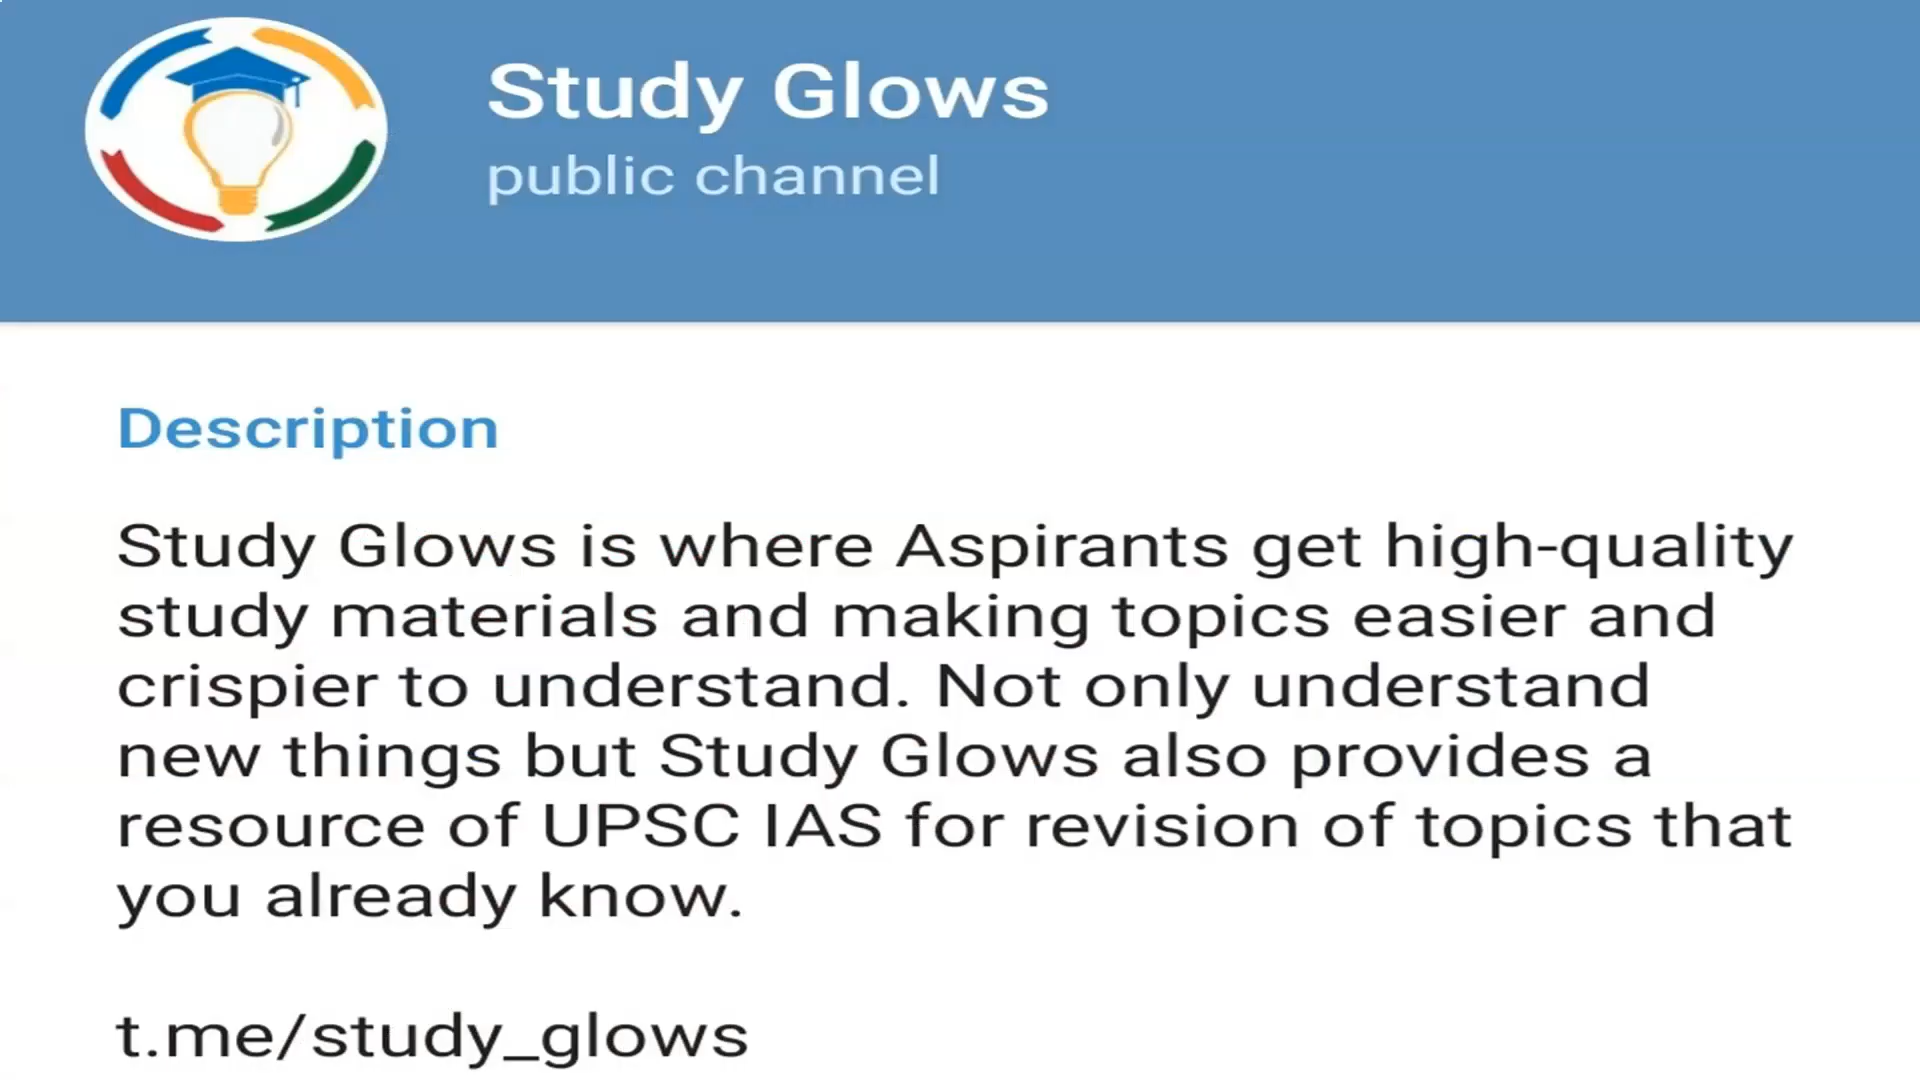 Study Glows
public channel
Description
Study Glows is where Aspirants get high-quality
study materials and making topics easier and
crispier to understand. Not only understand
new things but Study Glows also provides a
resource of UPSC IAS for revision of topics that
you already know.
t.me/study_glows